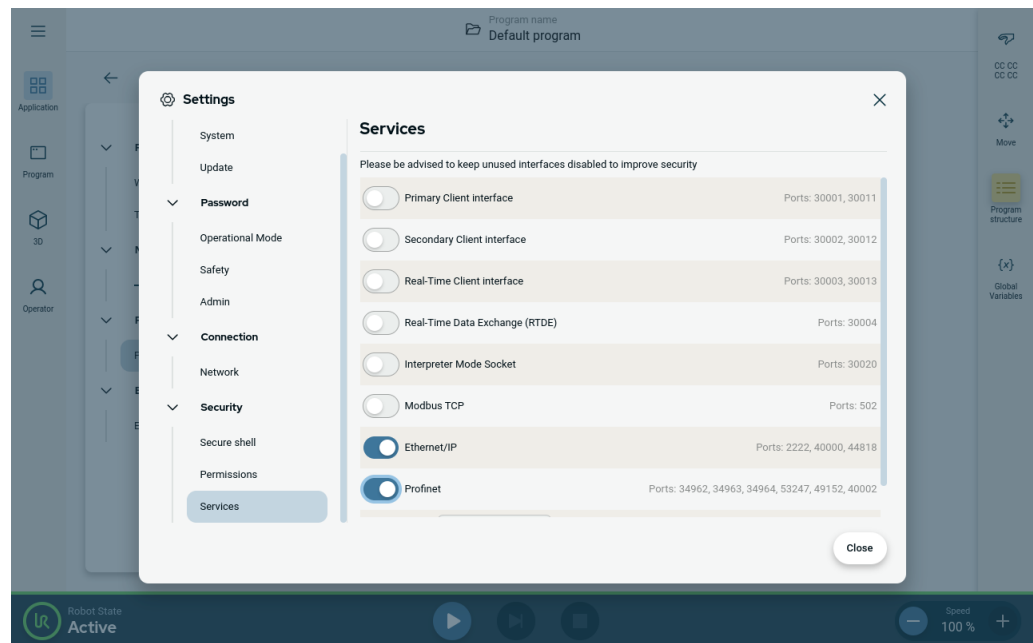 Program name
Default program
Application
Program
3D
Operator
Settings
System
Update
Password
Operational Mode
Safety
Admin
Connection
Network
Security
Secure shell
Permissions
Services
Services
Please be advised to keep unused interfaces disabled to improve security
Primary Client interface Ports: 30001, 30011
Secondary Client interface Ports: 30002, 30012
Real-Time Client interface Ports: 30003, 30013
Real-Time Data Exchange (RTDE) Ports: 30004
Interpreter Mode Socket Ports: 30020
Modbus TCP Ports: 502
Ethernet/IP Ports: 2222, 40000, 44818
Profinet Ports: 34962, 34963, 34964, 53247, 49152, 40002
Close
CC CC
CC CC
Move
Program
structure
{x}
Global
Variables
UR
Robot State
Active
Speed
100 %